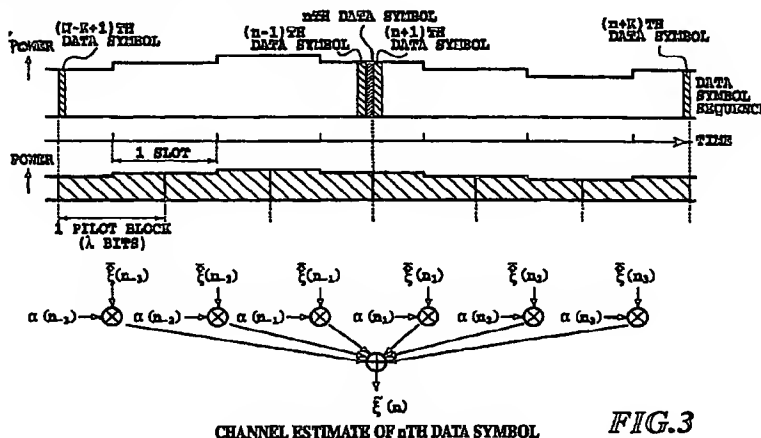 POWER
(N-K+1)TH
DATA SYMBOL
(n-1)TH
DATA SYMBOL
nTH DATA SYMBOL
(n+1)TH
DATA SYMBOL
(n+K)TH
DATA SYMBOL
DATA
SYMBOL
SEQUENCE
TIME
1 SLOT
POWER
1 PILOT BLOCK
(λ BITS)
ξ̄(n₋₃) ξ̄(n₋₂) ξ̄(n₋₁) ξ̄(n₁) ξ̄(n₂) ξ̄(n₃)
α(n₋₃) α(n₋₂) α(n₋₁) α(n₁) α(n₂) α(n₃)
ξ̃(n)
CHANNEL ESTIMATE OF nTH DATA SYMBOL
FIG.3